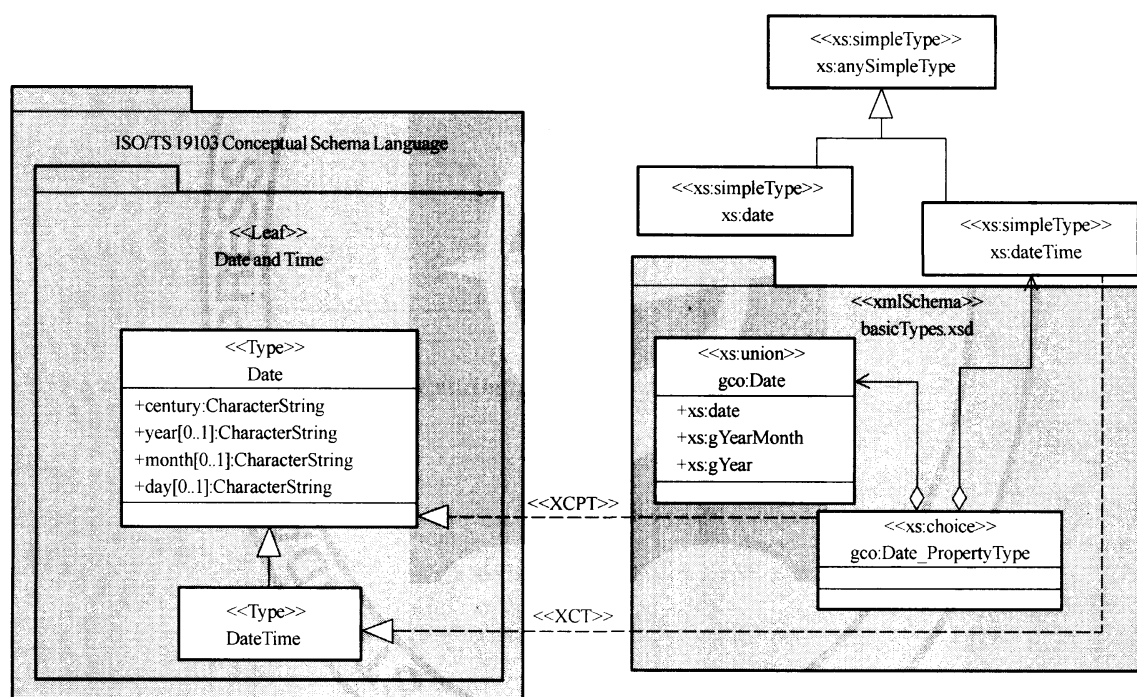 <<xs:simpleType>>
xs:anySimpleType
ISO/TS 19103 Conceptual Schema Language
<<Leaf>>
Date and Time
<<xs:simpleType>>
xs:date
<<xs:simpleType>>
xs:dateTime
<<xmlSchema>>
basicTypes.xsd
<<Type>>
Date
+century:CharacterString
+year[0..1]:CharacterString
+month[0..1]:CharacterString
+day[0..1]:CharacterString
<<xs:union>>
gco:Date
+xs:date
+xs:gYearMonth
+xs:gYear
<<XCPT>>
<<xs:choice>>
gco:Date_PropertyType
<<Type>>
DateTime
<<XCT>>